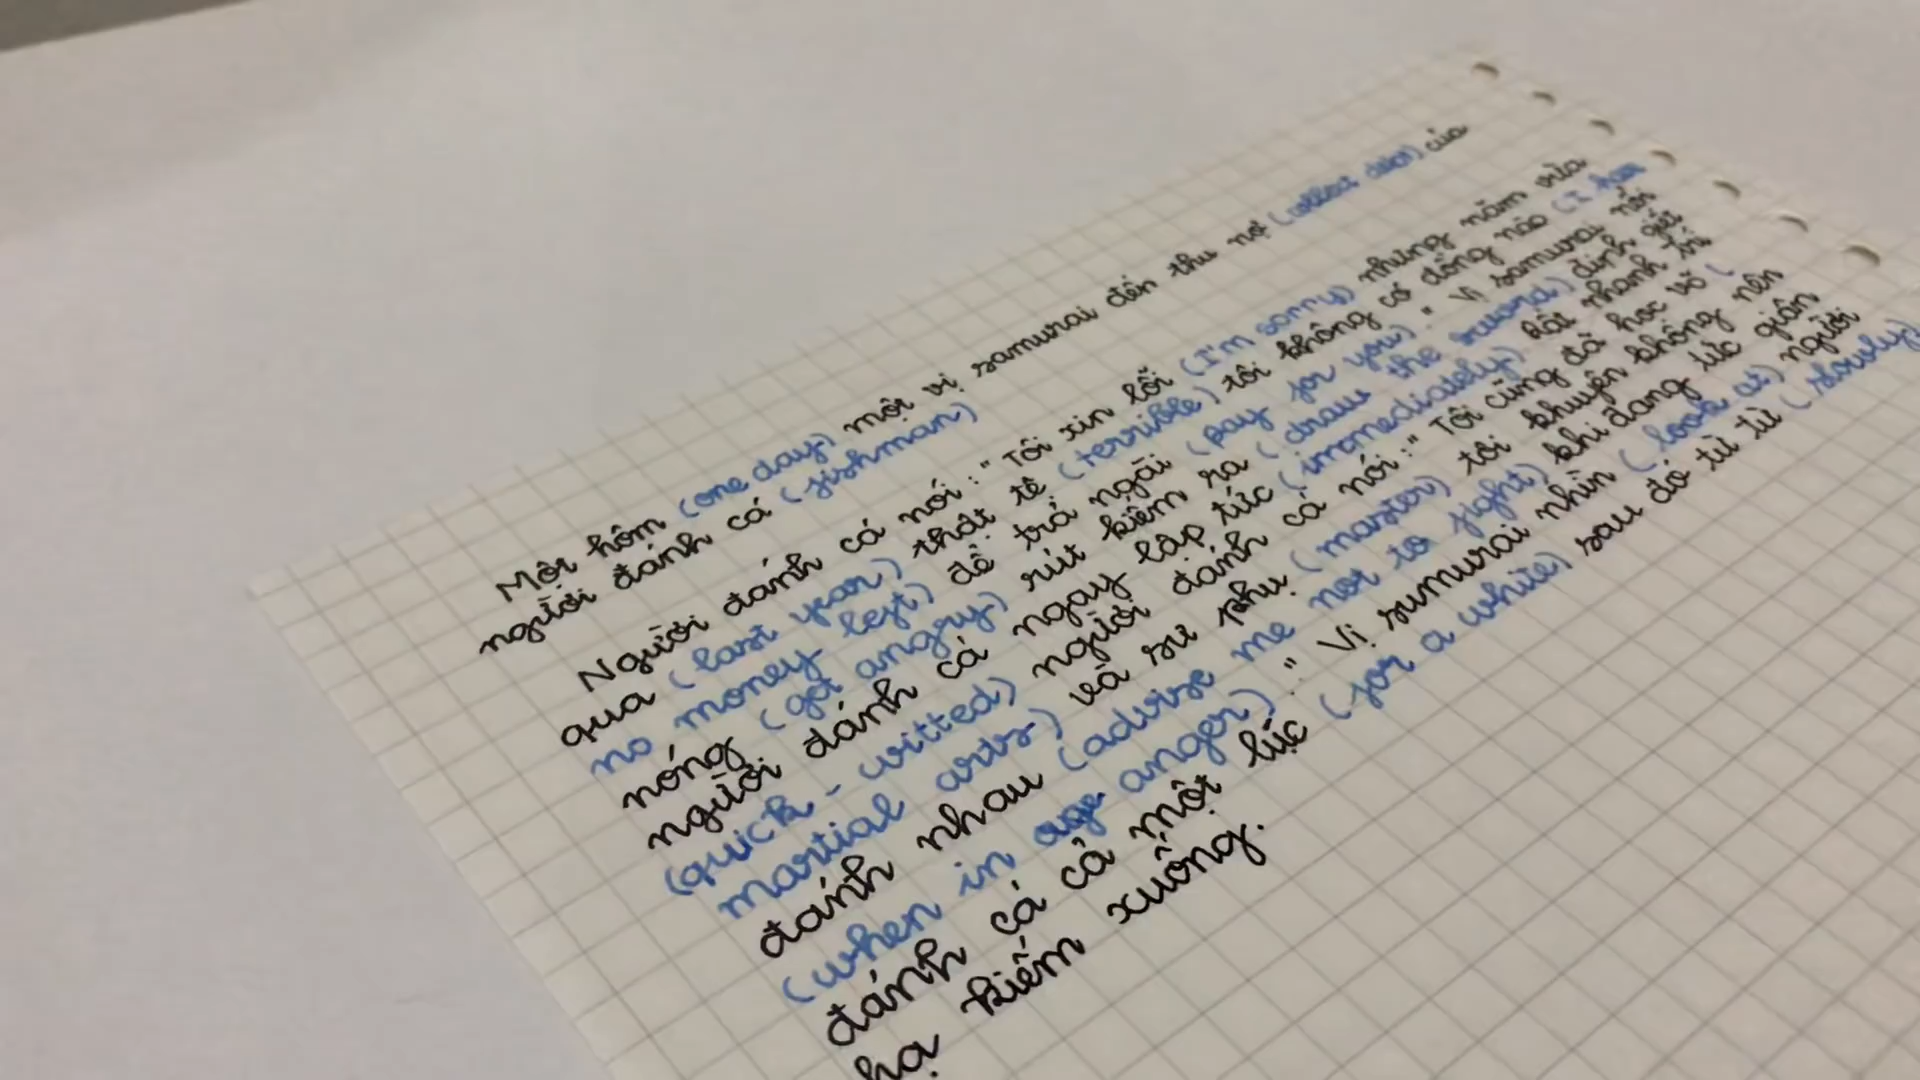 Một hôm (one day) một vị samurai đến thu nợ (collect debt) của
người đánh cá (fishman)
Người đánh cá nói: "Tôi xin lỗi (I'm sorry) nhưng năm vừa
qua (last year) thật tệ (terrible) tôi không có đồng nào (I have
no money left) để trả ngài (pay for you)." Vị samurai nổi
nóng (got angry) rút kiếm ra (draw the sword) định giết
người đánh cá ngay lập tức (immediately) Rất nhanh trí
(quick-witted) người đánh cá nói: "Tôi cũng đã học võ (
martial arts) và sư phụ (master) tôi khuyên không nên
đánh nhau (advise me not to fight) khi đang tức giận
(when in anger)." Vị sumurai nhìn (look at) người
đánh cá cả một lúc (for a while) sau đó từ từ (slowly)
hạ kiếm xuống.